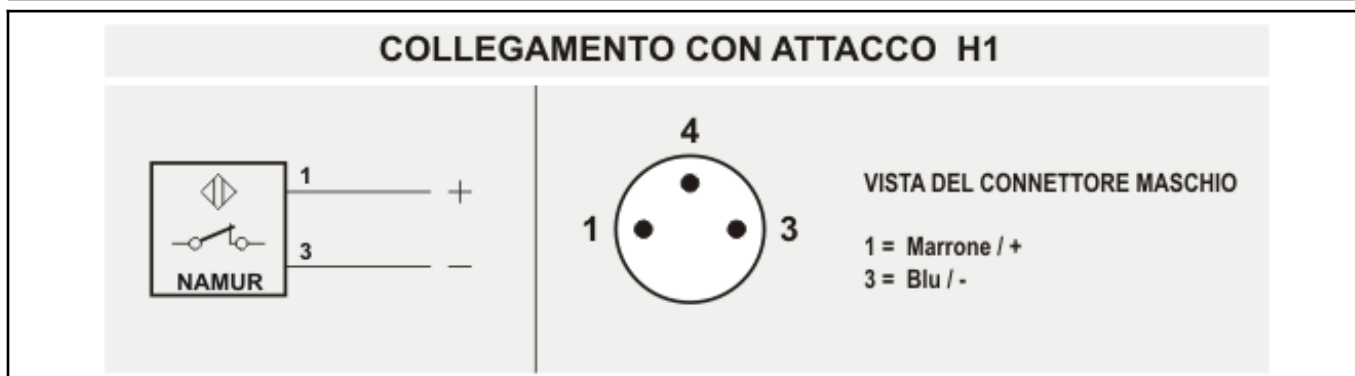 COLLEGAMENTO CON ATTACCO H1
1
+
3
−
NAMUR
4
1
3
VISTA DEL CONNETTORE MASCHIO
1 = Marrone / +
3 = Blu / -